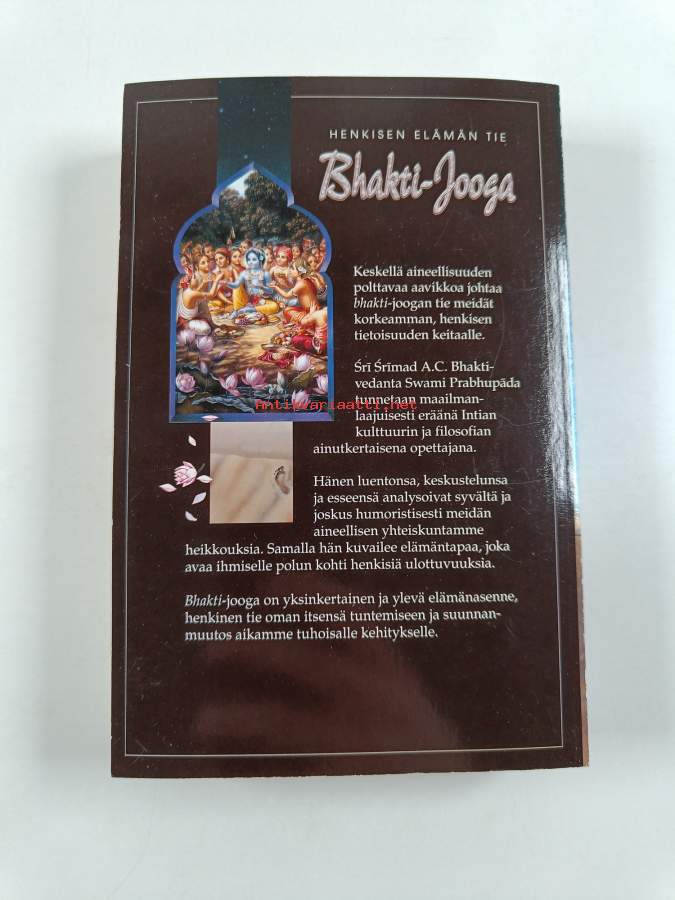 HENKISEN ELÄMÄN TIE
Bhakti-Jooga
Keskellä aineellisuuden
polttavaa aavikkoa johtaa
bhakti-joogan tie meidät
korkeamman, henkisen
tietoisuuden keitaalle.
Śrī Śrīmad A.C. Bhakti-
vedanta Swami Prabhupāda
tunnetaan maailman-
Antikvariaatti.net
laajuisesti eräänä Intian
kulttuurin ja filosofian
ainutkertaisena opettajana.
Hänen luentonsa, keskustelunsa
ja esseensä analysoivat syvältä ja
joskus humoristisesti meidän
aineellisen yhteiskuntamme
heikkouksia. Samalla hän kuvailee elämäntapaa, joka
avaa ihmiselle polun kohti henkisiä ulottuvuuksia.
Bhakti-jooga on yksinkertainen ja ylevä elämänasenne,
henkinen tie oman itsensä tuntemiseen ja suunnan-
muutos aikamme tuhoisalle kehitykselle.